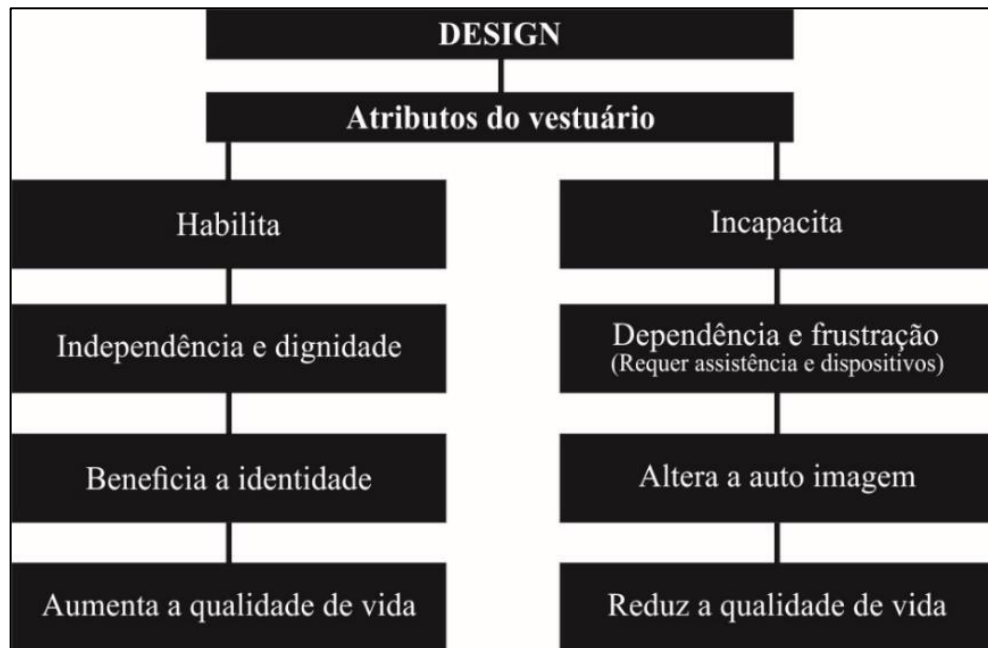 DESIGN
Atributos do vestuário
Habilita
Independência e dignidade
Beneficia a identidade
Aumenta a qualidade de vida
Incapacita
Dependência e frustração
(Requer assistência e dispositivos)
Altera a auto imagem
Reduz a qualidade de vida